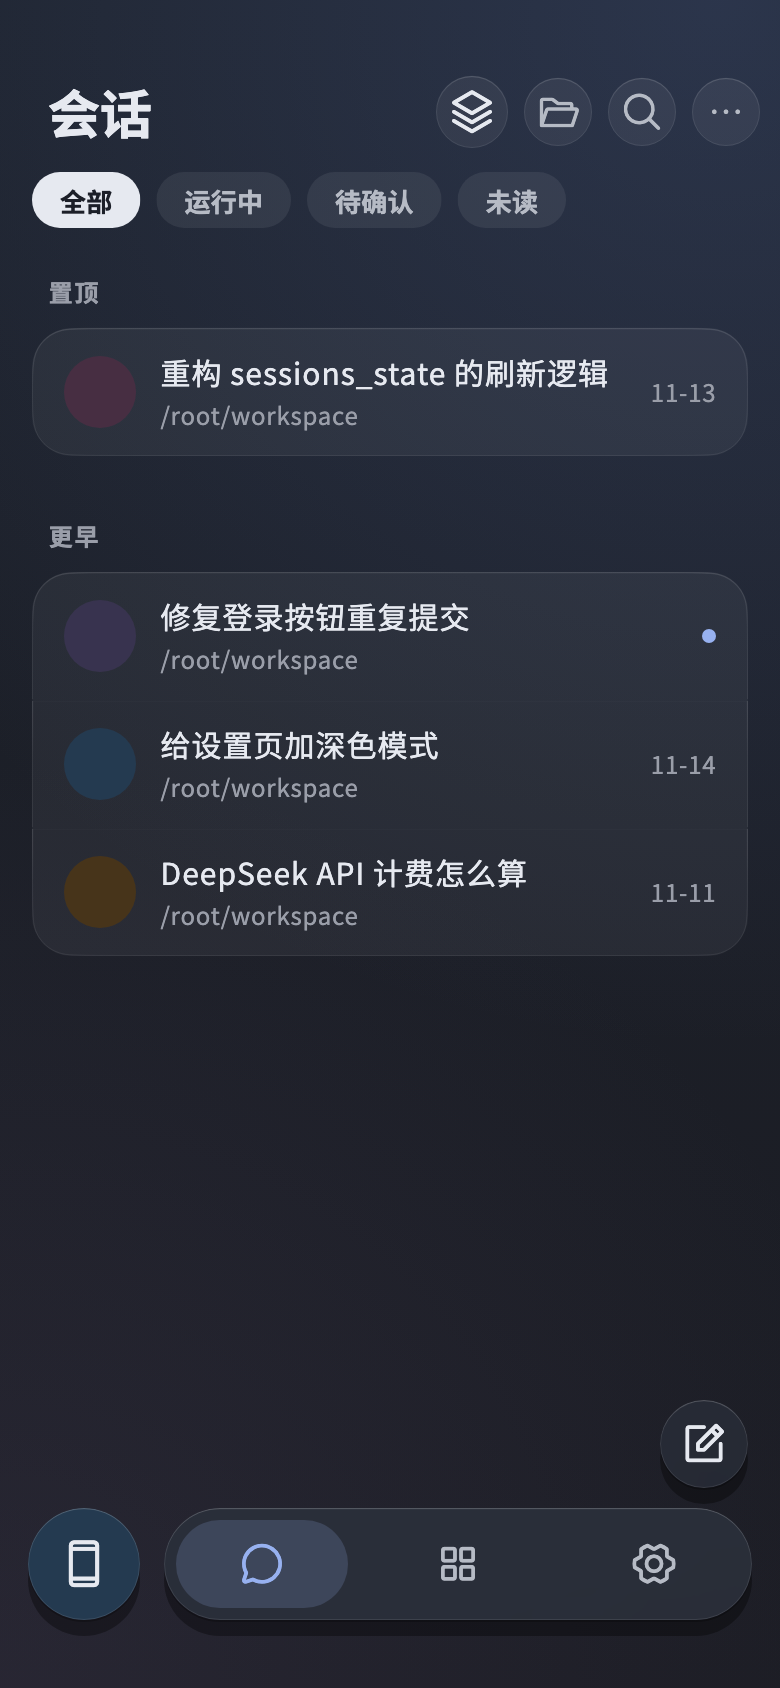 会话
全部
运行中
待确认
未读
置顶
重构 sessions_state 的刷新逻辑
/root/workspace
11-13
更早
修复登录按钮重复提交
/root/workspace
给设置页加深色模式
/root/workspace
11-14
DeepSeek API 计费怎么算
/root/workspace
11-11